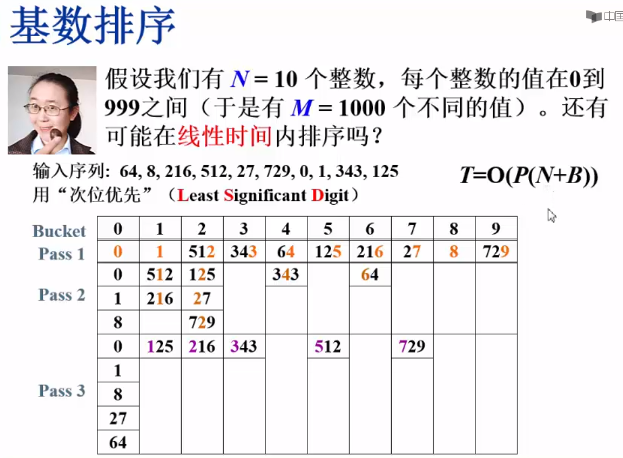 基数排序
中国
假设我们有 N = 10 个整数，每个整数的值在0到
999之间（于是有 M = 1000 个不同的值）。还有
可能在线性时间内排序吗？
输入序列: 64, 8, 216, 512, 27, 729, 0, 1, 343, 125
用“次位优先”（Least Significant Digit）
T=O(P(N+B))
Bucket 0 1 2 3 4 5 6 7 8 9
Pass 1 0 1 512 343 64 125 216 27 8 729
0 512 125 343 64
Pass 2 1 216 27
8 729
0 125 216 343 512 729
1
Pass 3 8
27
64